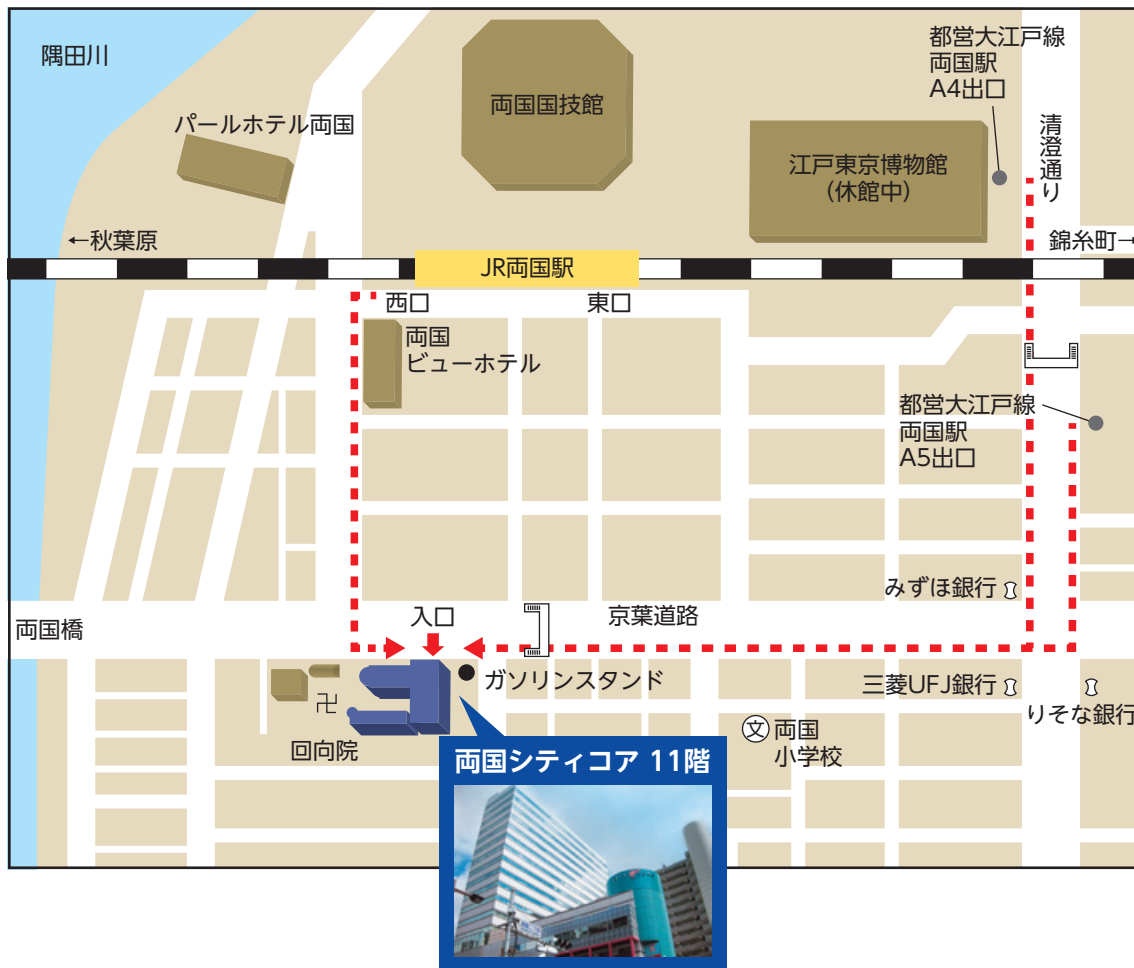 隅田川
パールホテル両国
両国国技館
都営大江戸線
両国駅
A4出口
清澄通り
江戸東京博物館
（休館中）
←秋葉原
錦糸町→
JR両国駅
西口
東口
両国
ビューホテル
都営大江戸線
両国駅
A5出口
みずほ銀行
両国橋
入口
京葉道路
ガソリンスタンド
三菱UFJ銀行
りそな銀行
卍
回向院
文
両国
小学校
両国シティコア 11階